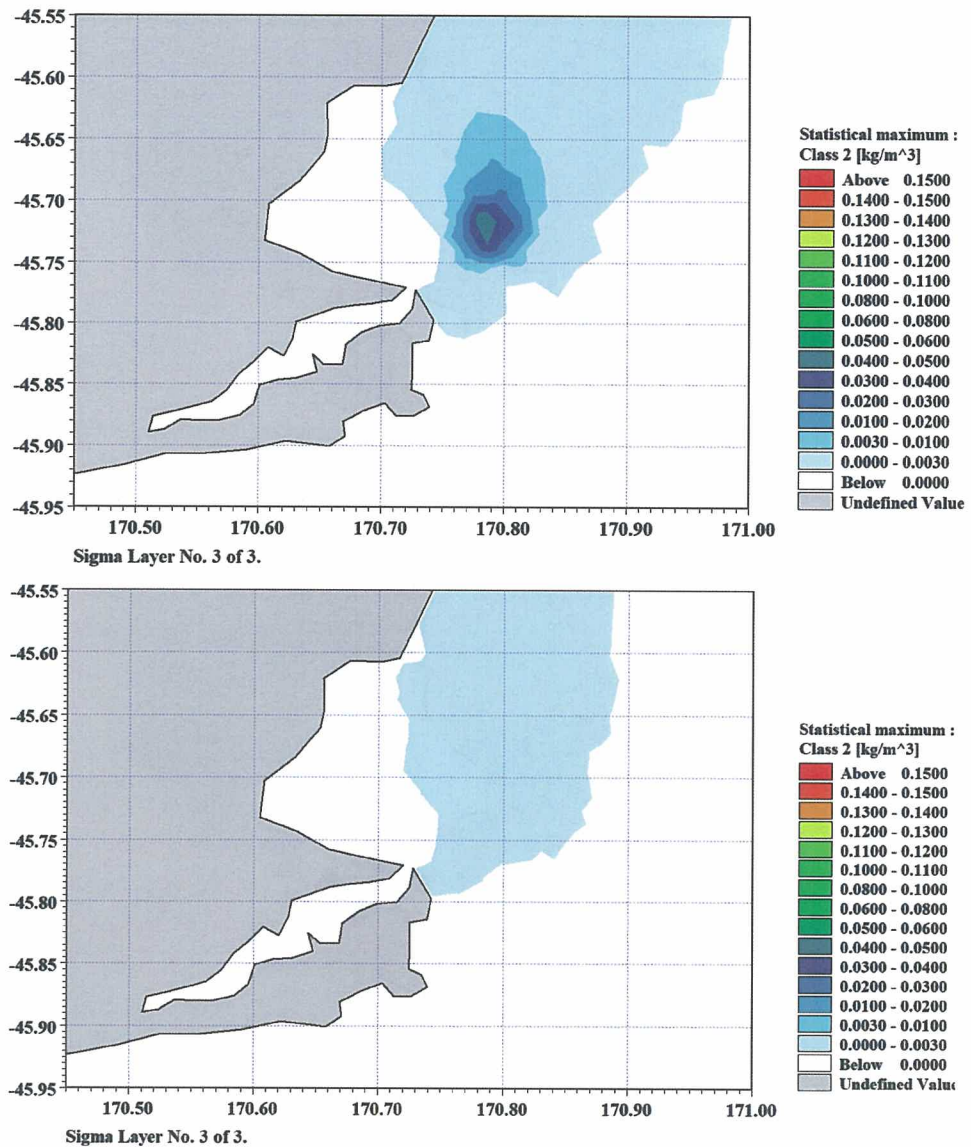 -45.55
-45.60
-45.65
-45.70
-45.75
-45.80
-45.85
-45.90
-45.95
170.50 170.60 170.70 170.80 170.90 171.00
Sigma Layer No. 3 of 3.
Statistical maximum :
Class 2 [kg/m^3]
Above 0.1500
0.1400 - 0.1500
0.1300 - 0.1400
0.1200 - 0.1300
0.1100 - 0.1200
0.1000 - 0.1100
0.0800 - 0.1000
0.0600 - 0.0800
0.0500 - 0.0600
0.0400 - 0.0500
0.0300 - 0.0400
0.0200 - 0.0300
0.0100 - 0.0200
0.0030 - 0.0100
0.0000 - 0.0030
Below 0.0000
Undefined Value
-45.55
-45.60
-45.65
-45.70
-45.75
-45.80
-45.85
-45.90
-45.95
170.50 170.60 170.70 170.80 170.90 171.00
Sigma Layer No. 3 of 3.
Statistical maximum :
Class 2 [kg/m^3]
Above 0.1500
0.1400 - 0.1500
0.1300 - 0.1400
0.1200 - 0.1300
0.1100 - 0.1200
0.1000 - 0.1100
0.0800 - 0.1000
0.0600 - 0.0800
0.0500 - 0.0600
0.0400 - 0.0500
0.0300 - 0.0400
0.0200 - 0.0300
0.0100 - 0.0200
0.0030 - 0.0100
0.0000 - 0.0030
Below 0.0000
Undefined Value